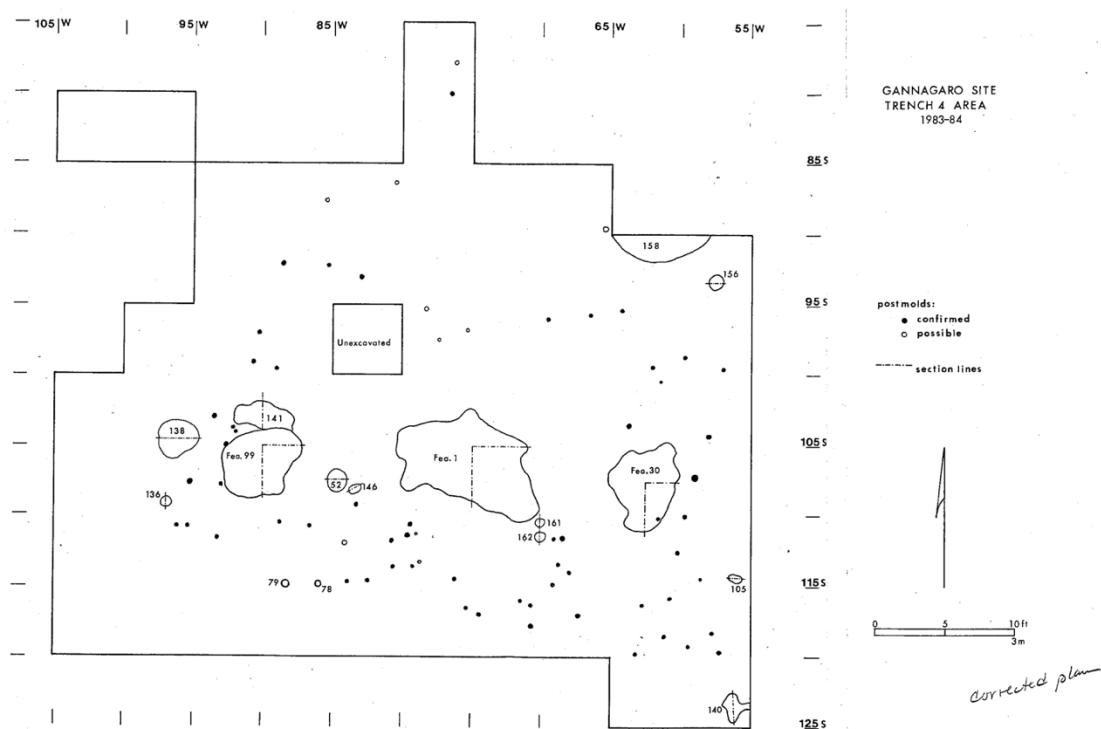 105 W
95 W
85 W
65 W
55 W
GANNAGARO SITE
TRENCH 4 AREA
1983-84
85 S
158
156
95 S
postmolds:
confirmed
possible
Unexcavated
section lines
138
141
105 S
Fea. 99
Fea. 1
Fea. 30
52
146
136
161
162
79
78
105
115 S
0 5 10 ft
3 m
corrected plan
140
125 S